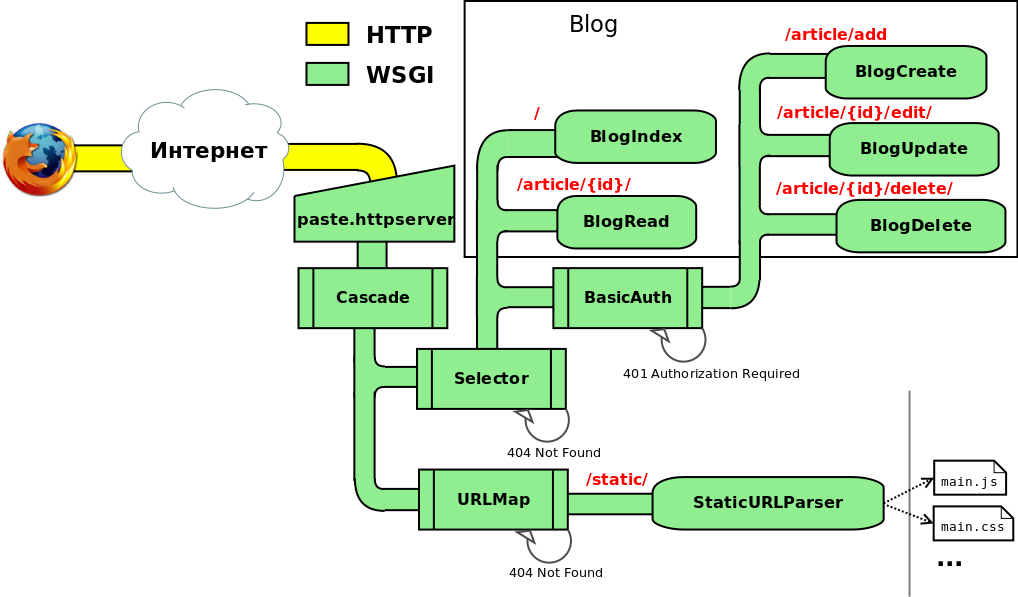 HTTP
WSGI
Blog
/article/add
BlogCreate
/
BlogIndex
/article/{id}/edit/
BlogUpdate
Интернет
/article/{id}/
BlogRead
/article/{id}/delete/
BlogDelete
paste.httpserver
Cascade
BasicAuth
401 Authorization Required
Selector
404 Not Found
/static/
URLMap
StaticURLParser
main.js
main.css
...
404 Not Found